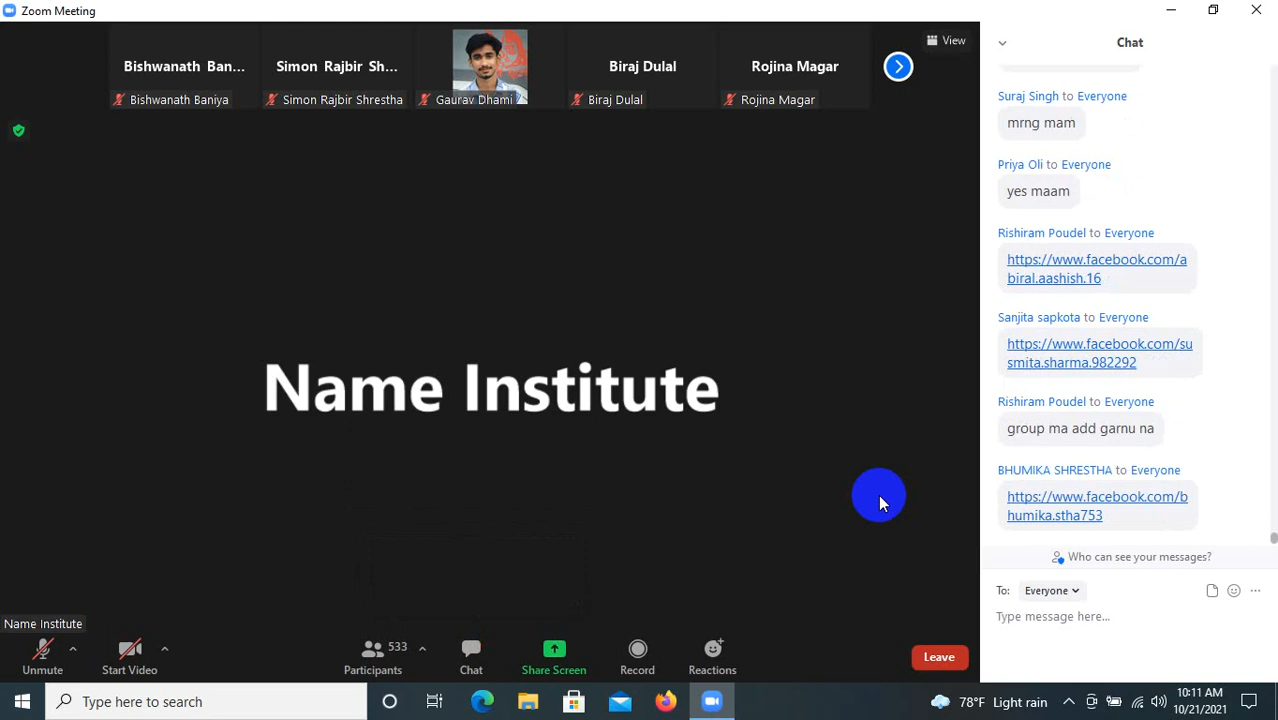 Zoom Meeting
Bishwanath Ban...
Simon Rajbir Sh...
Biraj Dulal
Rojina Magar
View
Bishwanath Baniya
Simon Rajbir Shrestha
Gaurav Dhami
Biraj Dulal
Rojina Magar
Name Institute
Name Institute
Chat
Suraj Singh to Everyone
mrng mam
Priya Oli to Everyone
yes maam
Rishiram Poudel to Everyone
https://www.facebook.com/a
biral.aashish.16
Sanjita sapkota to Everyone
https://www.facebook.com/su
smita.sharma.982292
Rishiram Poudel to Everyone
group ma add garnu na
BHUMIKA SHRESTHA to Everyone
https://www.facebook.com/b
humika.stha753
Who can see your messages?
To: Everyone
Type message here...
Unmute
Start Video
533
Participants
Chat
Share Screen
Record
Reactions
Leave
Type here to search
78°F Light rain
10:11 AM
10/21/2021